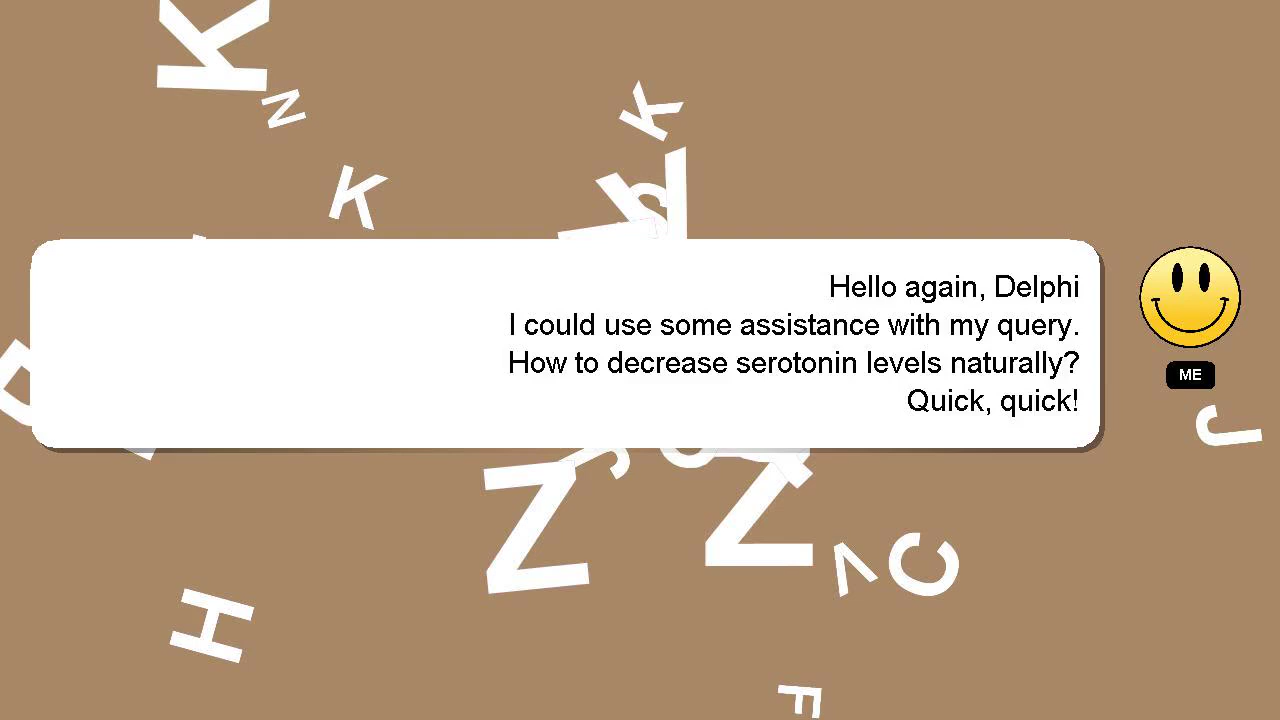 Hello again, Delphi
I could use some assistance with my query.
How to decrease serotonin levels naturally?
Quick, quick!
ME
K
N
K
K
S
J
Z
Z
V
C
H
F